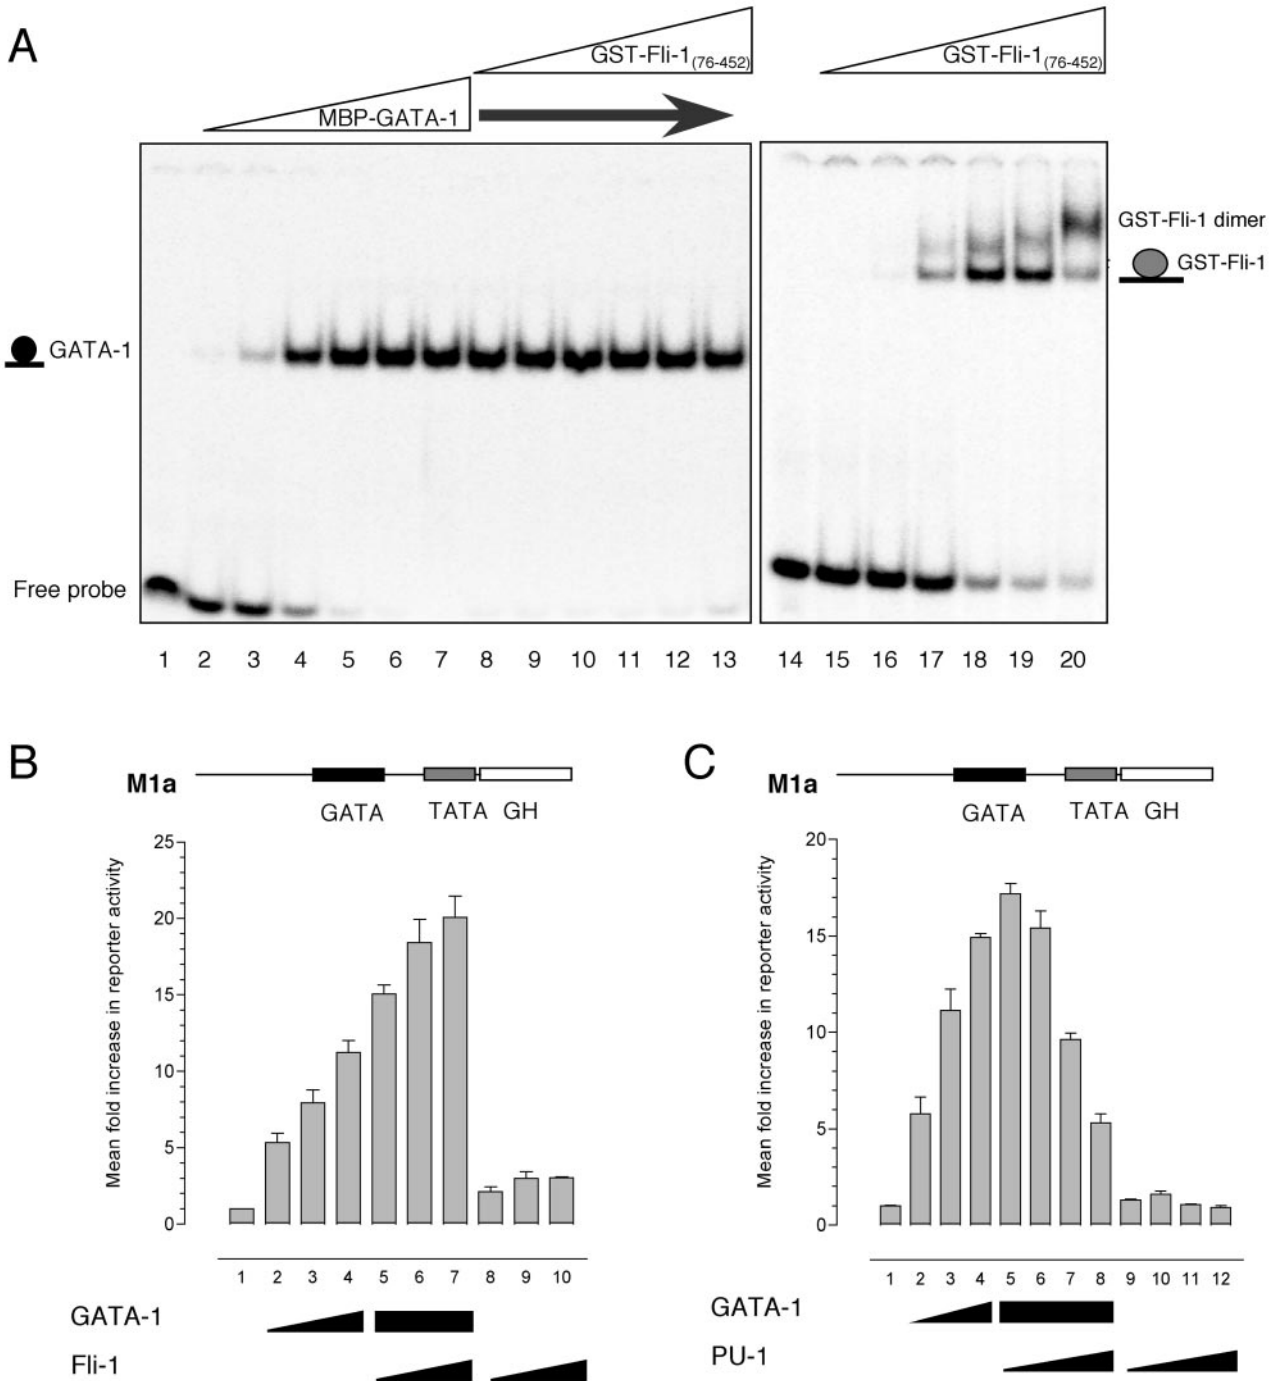 A
GST-Fli-1(76-452)
GST-Fli-1(76-452)
MBP-GATA-1
GST-Fli-1 dimer
GST-Fli-1
GATA-1
Free probe
1 2 3 4 5 6 7 8 9 10 11 12 13 14 15 16 17 18 19 20
B
M1a
GATA TATA GH
Mean fold increase in reporter activity
25
20
15
10
5
0
1 2 3 4 5 6 7 8 9 10
GATA-1
Fli-1
C
M1a
GATA TATA GH
Mean fold increase in reporter activity
20
15
10
5
0
1 2 3 4 5 6 7 8 9 10 11 12
GATA-1
PU-1